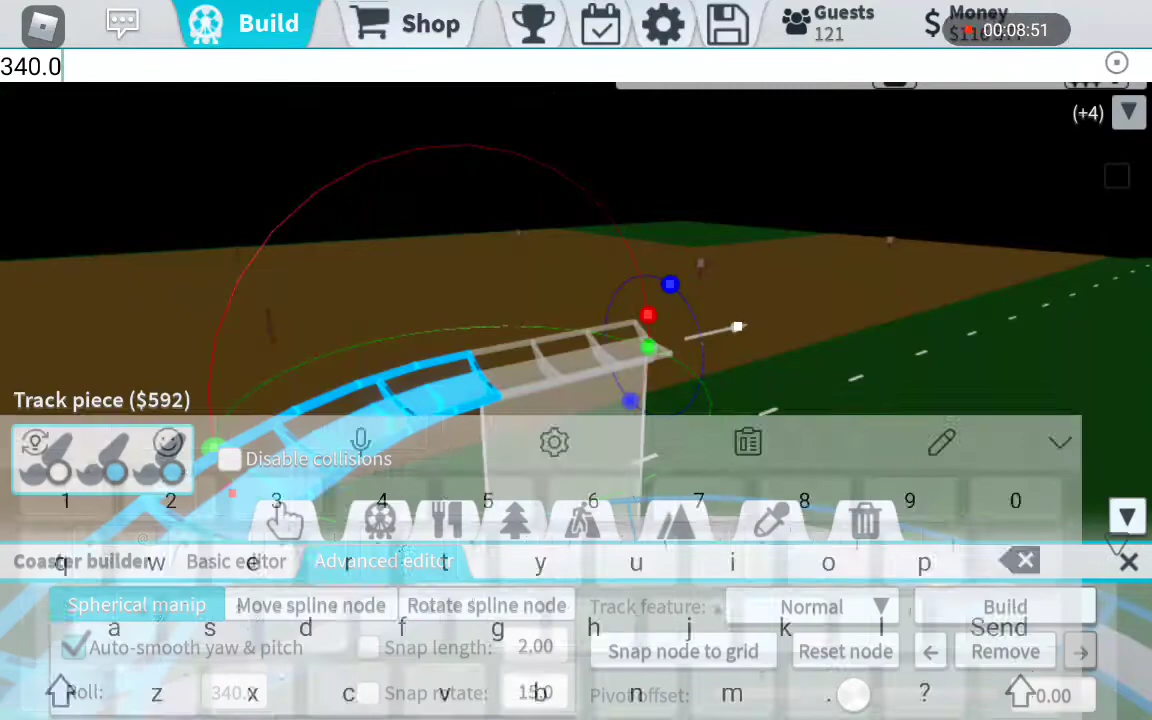 Build
Shop
Guests
121
$ Money
00:08:51
340.0
(+4)
Track piece ($592)
Disable collisions
1 2 3 4 5 6 7 8 9 0
Coaster builder
Basic editor
Advanced editor
q w e r t y u i o p
Spherical manip
Move spline node
Rotate spline node
Track feature:
Normal
Build
a s d f g h j k l Send
Auto-smooth yaw & pitch
Snap length:
2.00
Snap node to grid
Reset node
Remove
Roll:
340.
Snap rotate:
15.0
Pivot offset:
0.00
z x c v b n m . ?